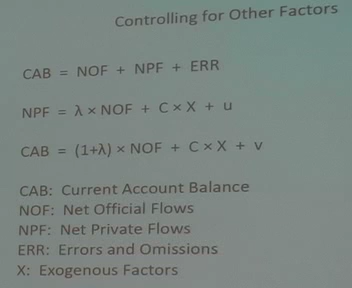 Controlling for Other Factors
CAB = NOF + NPF + ERR
NPF = λ × NOF + C × X + u
CAB = (1+λ) × NOF + C × X + v
CAB: Current Account Balance
NOF: Net Official Flows
NPF: Net Private Flows
ERR: Errors and Omissions
X: Exogenous Factors